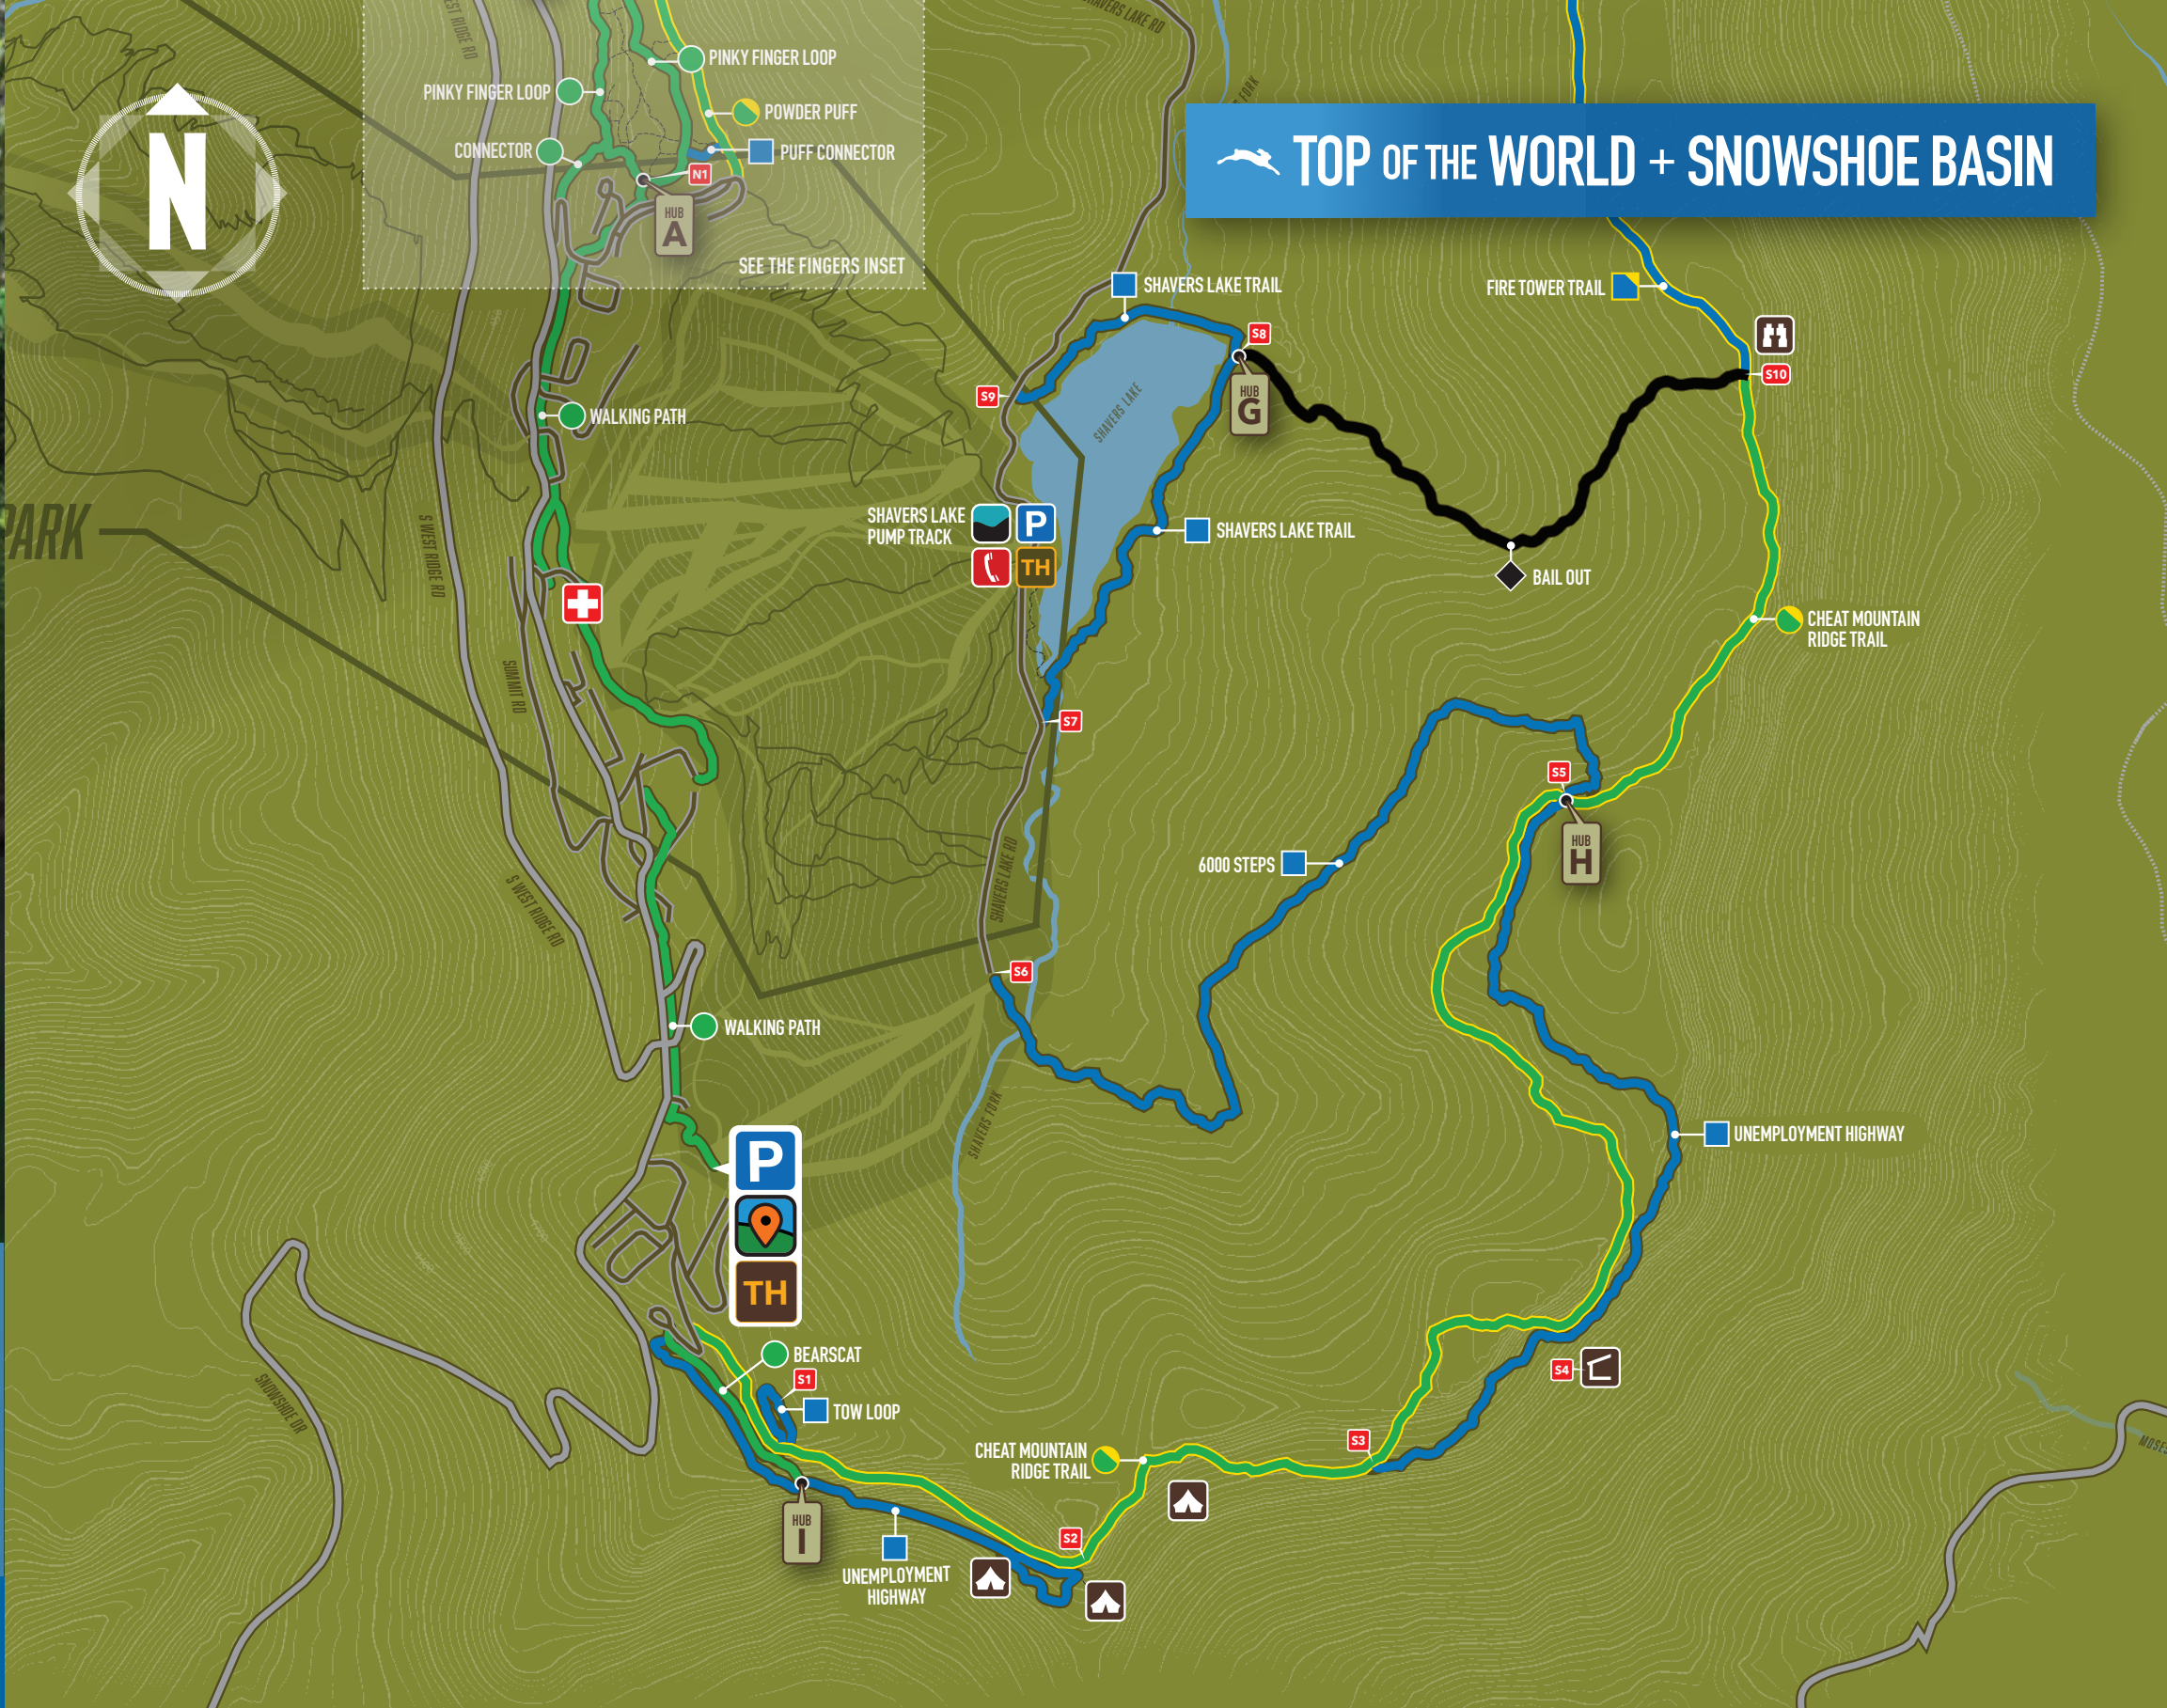 SHAVERS LAKE RD
PINKY FINGER LOOP
PINKY FINGER LOOP
POWDER PUFF
CONNECTOR
PUFF CONNECTOR
N1
HUB
A
SEE THE FINGERS INSET
N
TOP OF THE WORLD + SNOWSHOE BASIN
SHAVERS LAKE TRAIL
FIRE TOWER TRAIL
S8
S10
S9
HUB
G
SHAVERS LAKE
WALKING PATH
PARK
S WEST RIDGE RD
SHAVERS LAKE
PUMP TRACK
P
TH
SHAVERS LAKE TRAIL
BAIL OUT
CHEAT MOUNTAIN
RIDGE TRAIL
SUMMIT RD
S7
S5
HUB
H
6000 STEPS
SHAVERS LAKE RD
S WEST RIDGE RD
S6
WALKING PATH
SHAVERS FORK
UNEMPLOYMENT HIGHWAY
P
TH
BEARSCAT
S1
TOW LOOP
S4
SNOWSHOE DR
S3
CHEAT MOUNTAIN
RIDGE TRAIL
HUB
I
S2
UNEMPLOYMENT
HIGHWAY